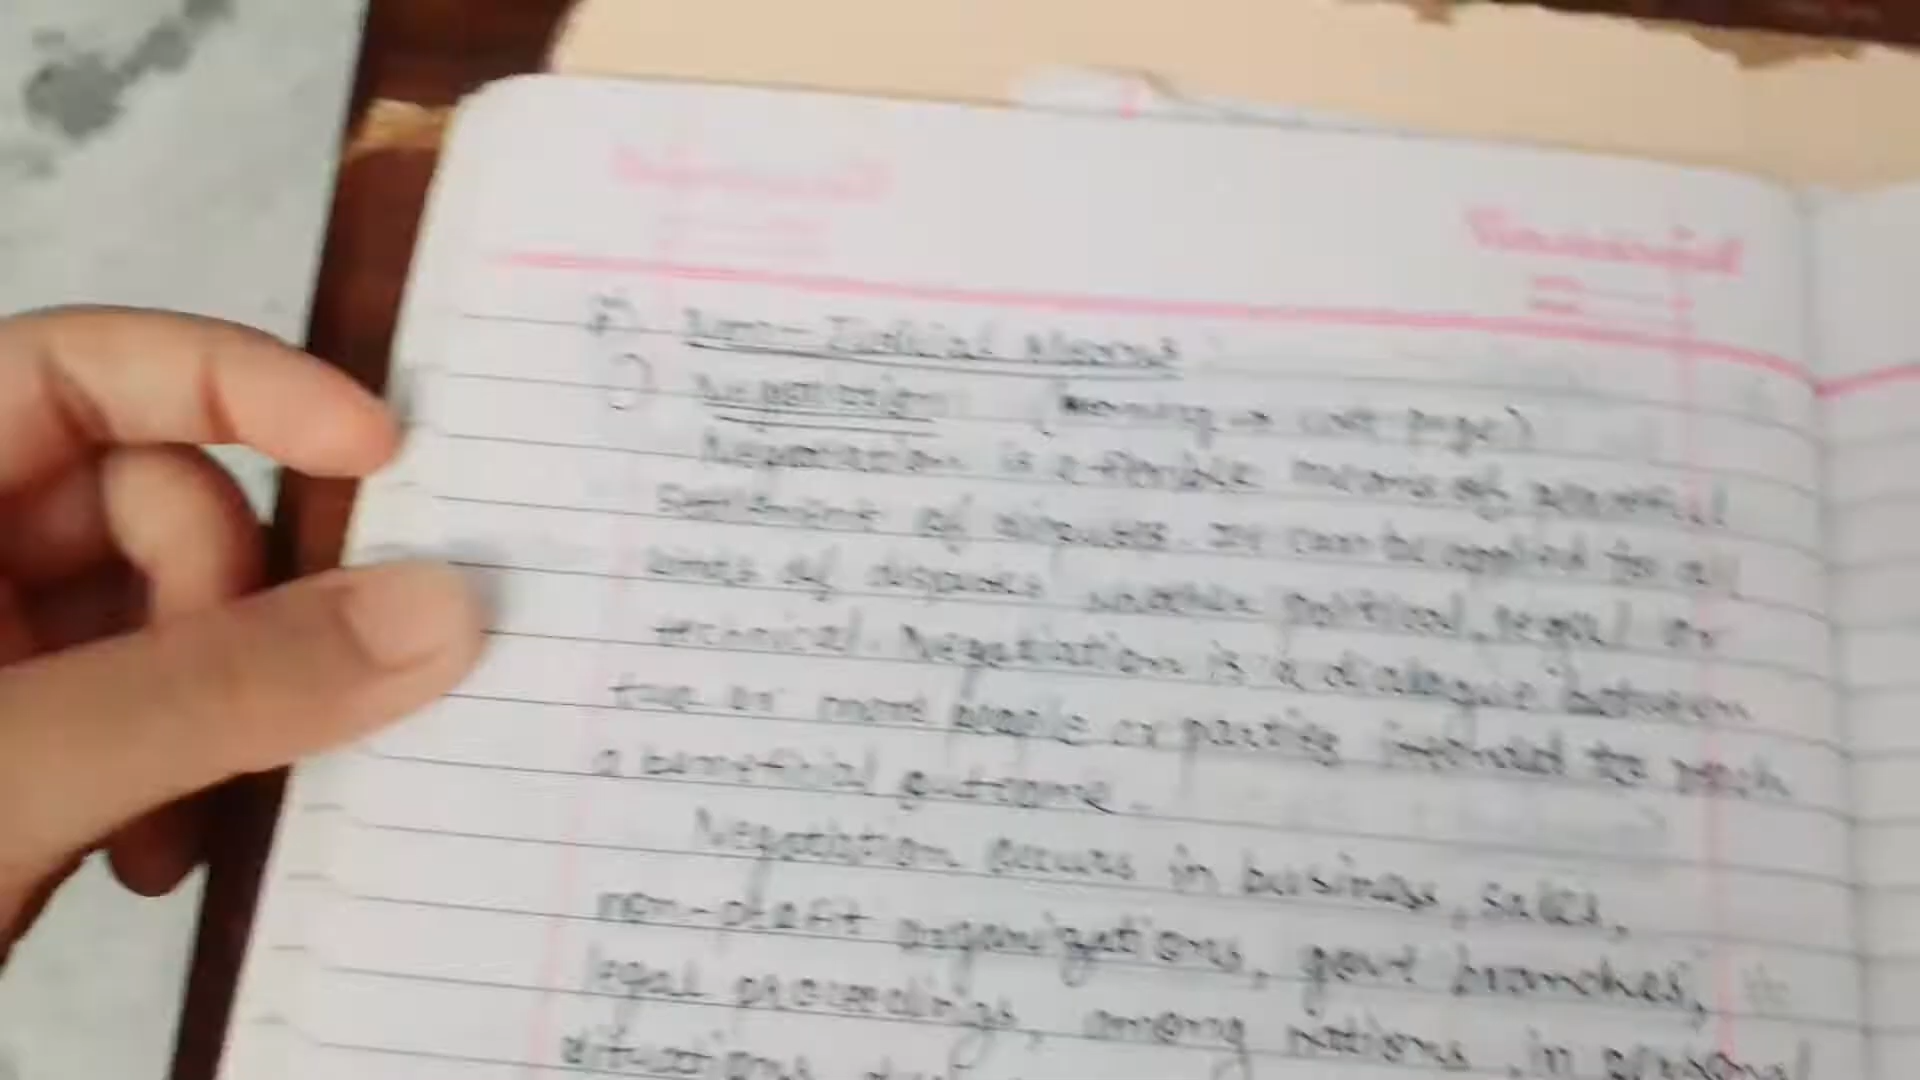 Non-Judicial Means
Negotiation: (Meaning → last page)
Negotiation is a flexible means of peaceful
settlement of disputes. It can be applied for all
kinds of disputes whether political, legal or
technical. Negotiation is a dialogue between
two or more people or parties intended to reach
a beneficial outcome.
Negotiation occurs in business, sales,
non-profit organizations, govt branches,
legal proceedings, among nations, in personal
situations